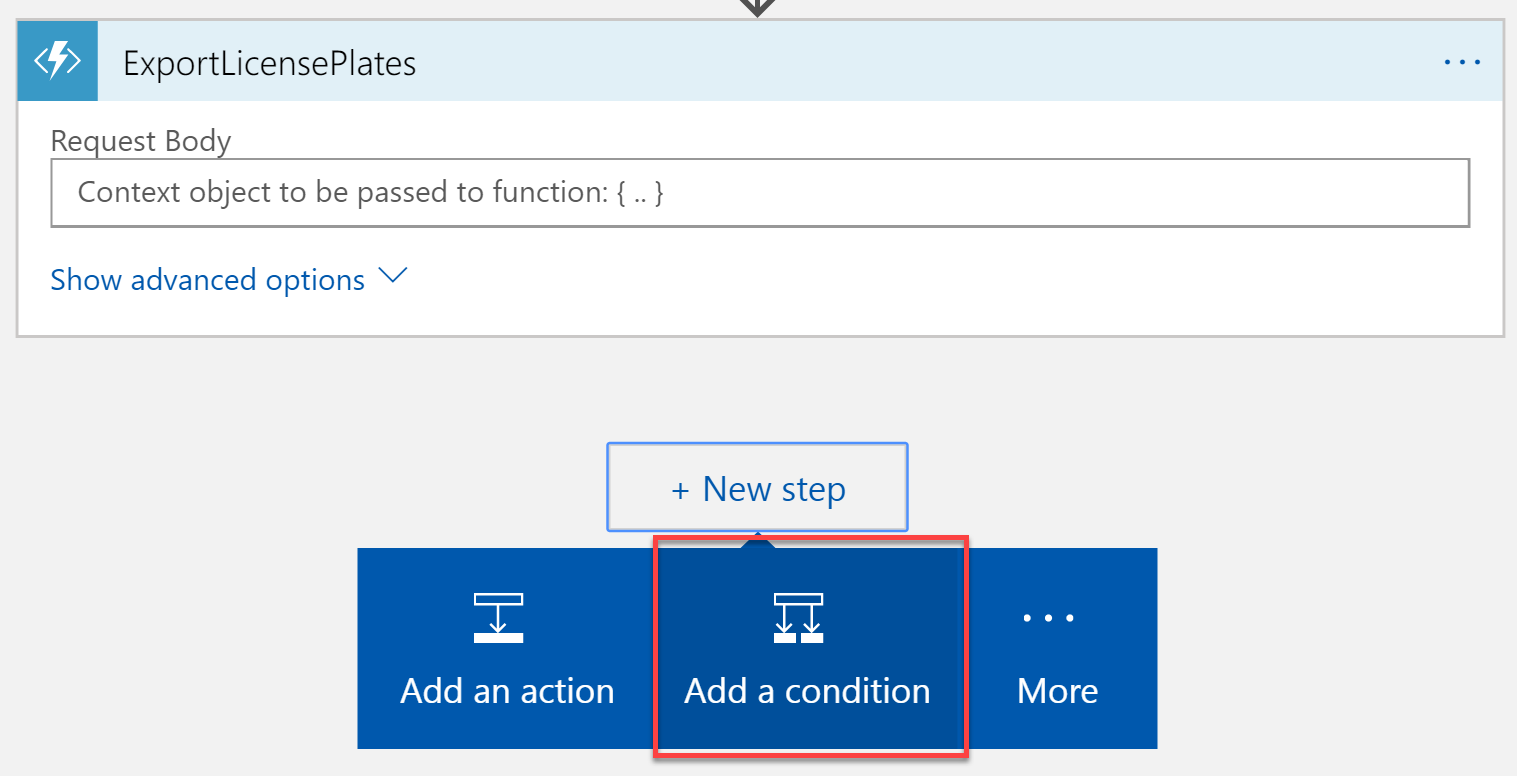 ExportLicensePlates
Request Body
Context object to be passed to function: { .. }
Show advanced options
+ New step
Add an action
Add a condition
More